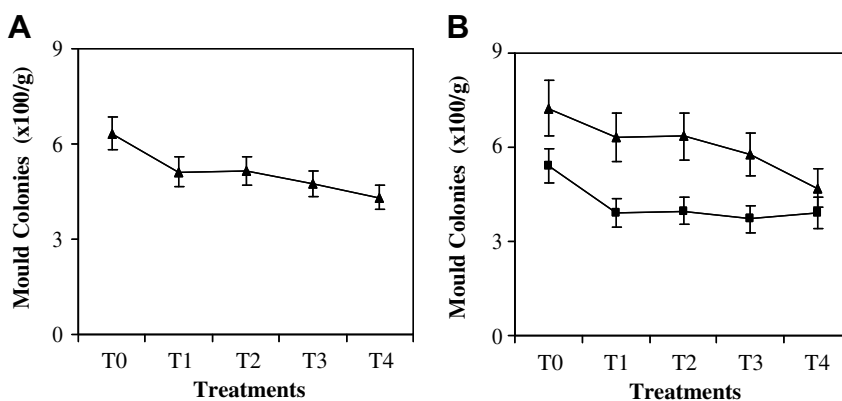 A
Mould Colonies (x100/g)
9
6
3
0
T0 T1 T2 T3 T4
Treatments
B
Mould Colonies (x100/g)
9
6
3
0
T0 T1 T2 T3 T4
Treatments